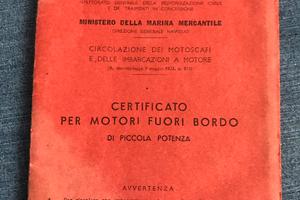 ISPETTORATO GENERALE DELLA MOTORIZZAZIONE CIVILE
E DEI TRASPORTI IN CONCESSIONE
MINISTERO DELLA MARINA MERCANTILE
DIREZIONE GENERALE NAVIGLIO
CIRCOLAZIONE DEI MOTOSCAFI
E DELLE IMBARCAZIONI A MOTORE
CERTIFICATO
PER MOTORI FUORI BORDO
DI PICCOLA POTENZA
AVVERTENZA